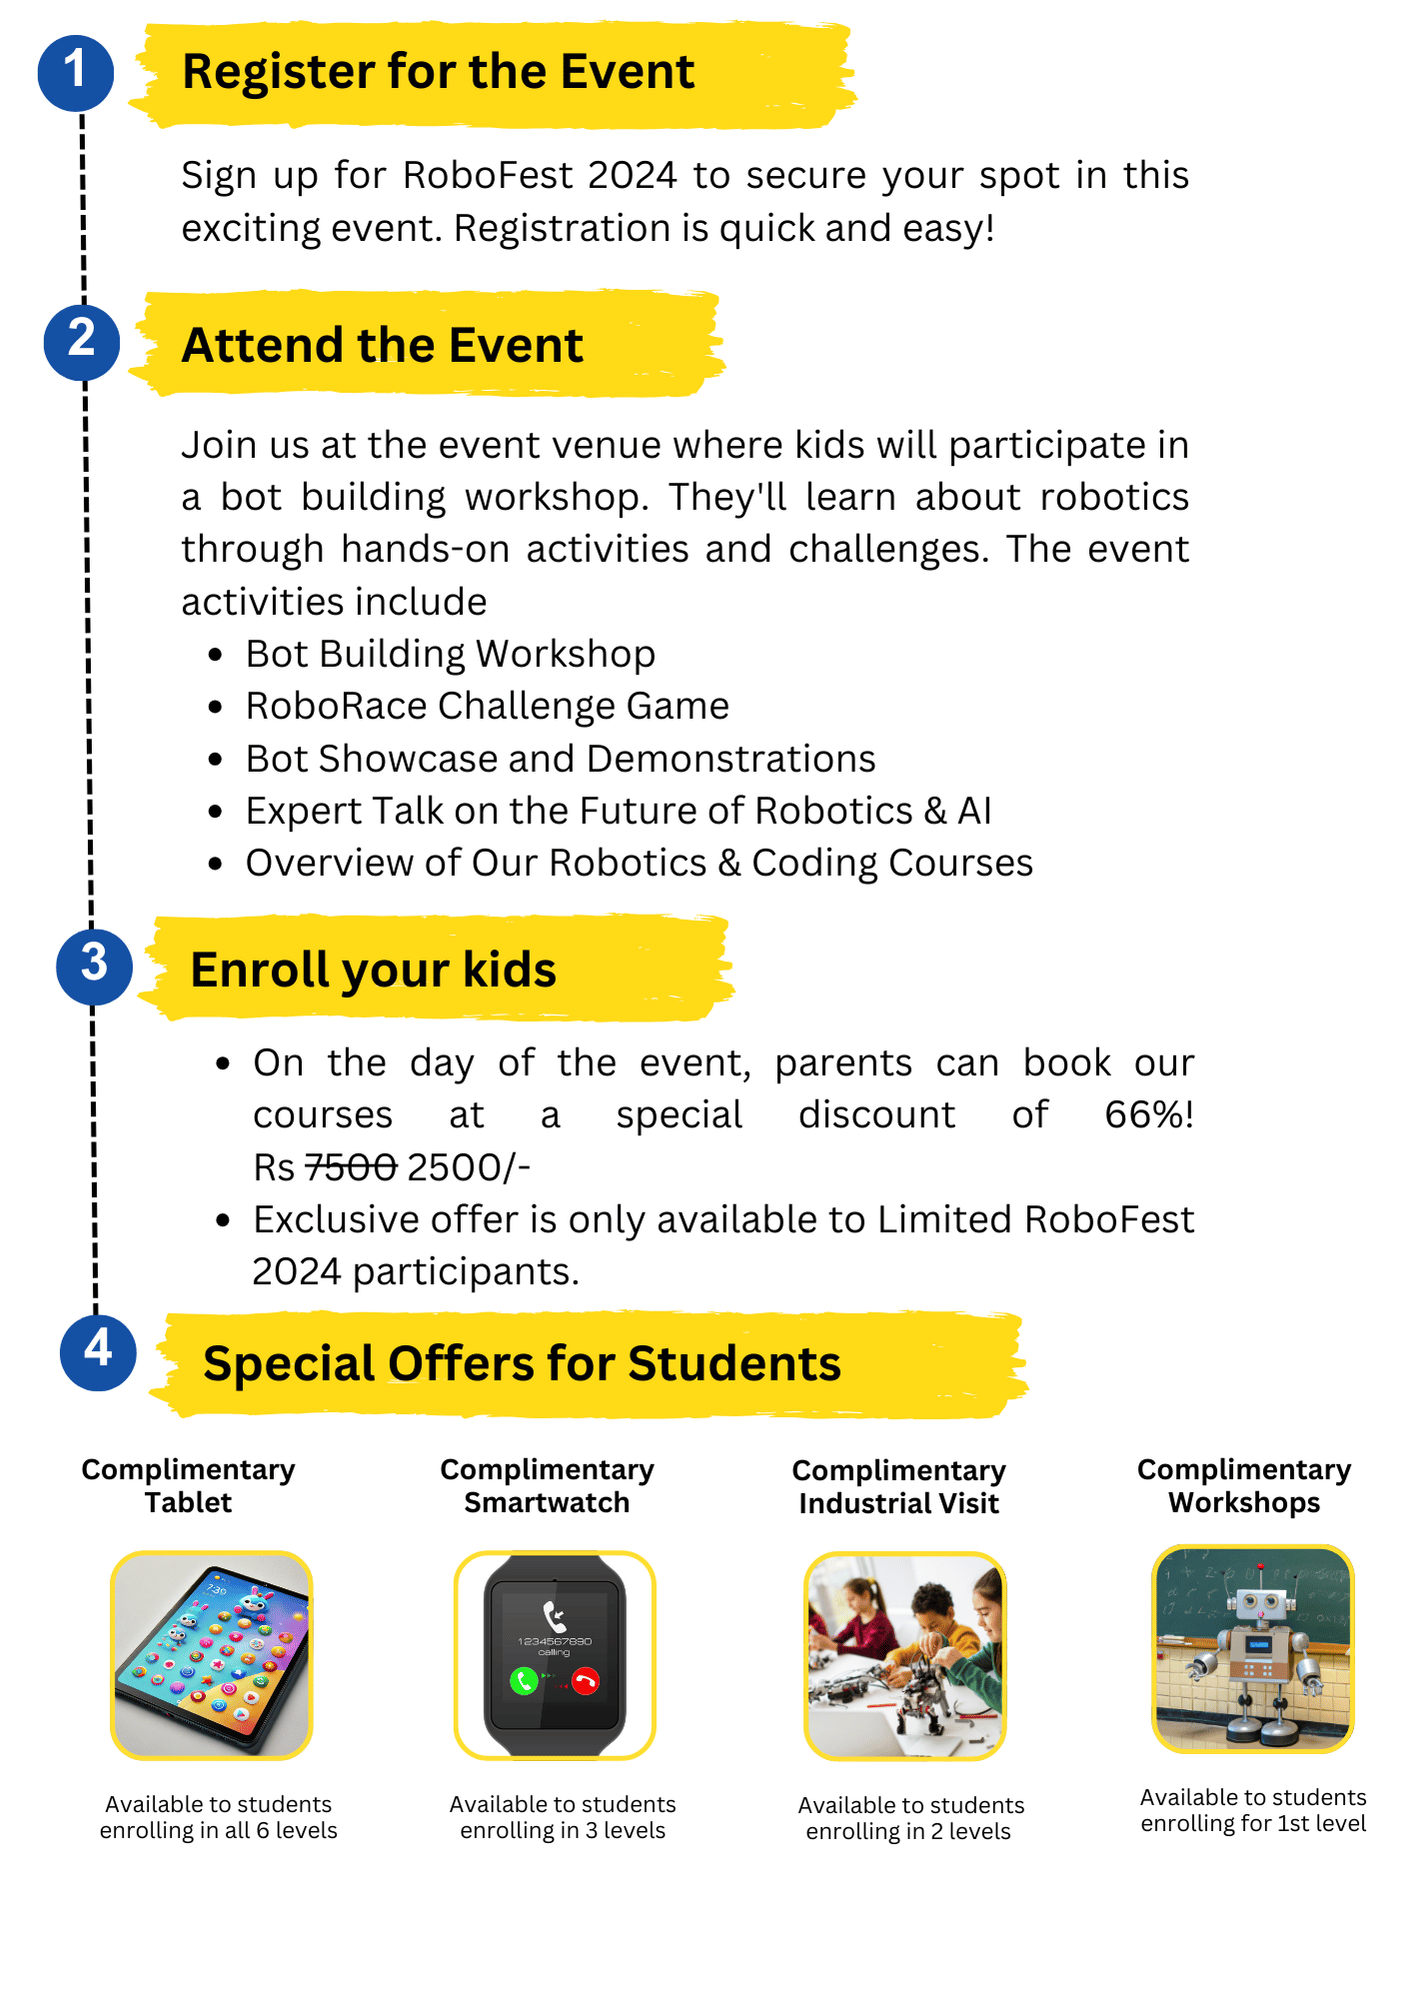 1
Register for the Event
Sign up for RoboFest 2024 to secure your spot in this
exciting event. Registration is quick and easy!
2
Attend the Event
Join us at the event venue where kids will participate in
a bot building workshop. They'll learn about robotics
through hands-on activities and challenges. The event
activities include
• Bot Building Workshop
• RoboRace Challenge Game
• Bot Showcase and Demonstrations
• Expert Talk on the Future of Robotics & AI
• Overview of Our Robotics & Coding Courses
3
Enroll your kids
• On the day of the event, parents can book our
courses at a special discount of 66%!
Rs 7500 2500/-
• Exclusive offer is only available to Limited RoboFest
2024 participants.
4
Special Offers for Students
Complimentary
Tablet
Complimentary
Smartwatch
Complimentary
Industrial Visit
Complimentary
Workshops
7:30
1234567890
calling
Available to students
enrolling in all 6 levels
Available to students
enrolling in 3 levels
Available to students
enrolling in 2 levels
Available to students
enrolling for 1st level